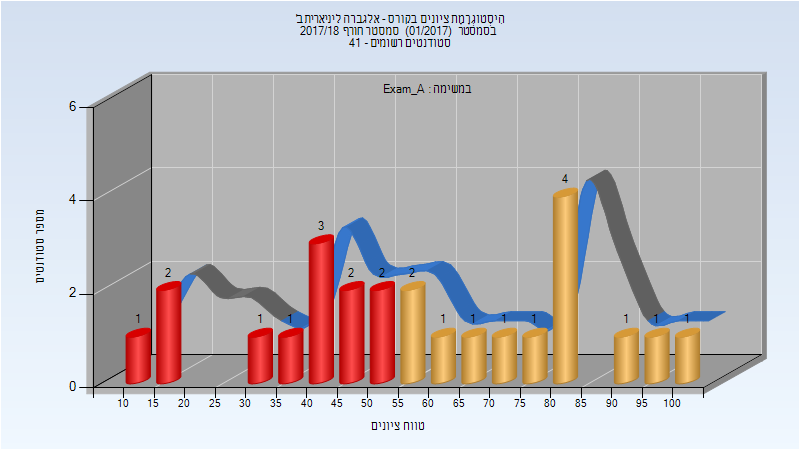 היסטוגרמת ציונים בקורס - אלגברה ליניארית ב'
בסמסטר (01/2017) סמסטר חורף 2017/18
סטודנטים רשומים - 41
במשימה : Exam_A
מספר סטודנטים
6
4
2
0
1 2 1 1 3 2 2 2 1 1 1 1 4 1 1 1
10 15 20 25 30 35 40 45 50 55 60 65 70 75 80 85 90 95 100
טווח ציונים